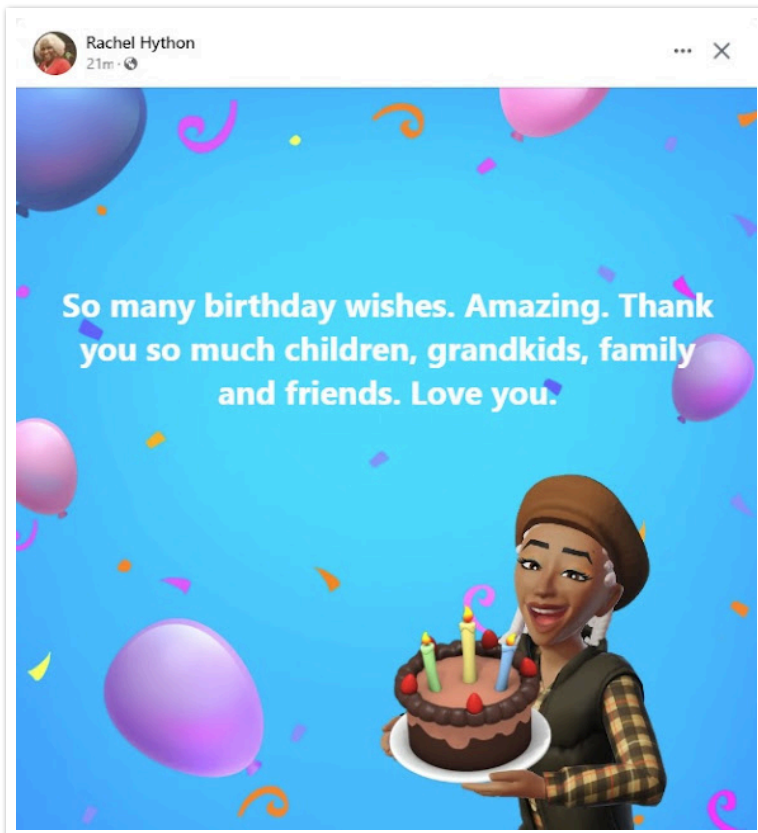 Rachel Hython
21m ·
So many birthday wishes. Amazing. Thank
you so much children, grandkids, family
and friends. Love you.